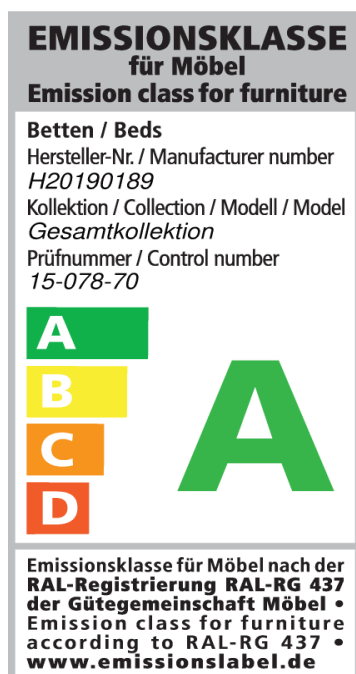 EMISSIONSKLASSE
für Möbel
Emission class for furniture
Betten / Beds
Hersteller-Nr. / Manufacturer number
H20190189
Kollektion / Collection / Modell / Model
Gesamtkollektion
Prüfnummer / Control number
15-078-70
A
B
C
D
A
Emissionsklasse für Möbel nach der
RAL-Registrierung RAL-RG 437
der Gütegemeinschaft Möbel •
Emission class for furniture
according to RAL-RG 437 •
www.emissionslabel.de